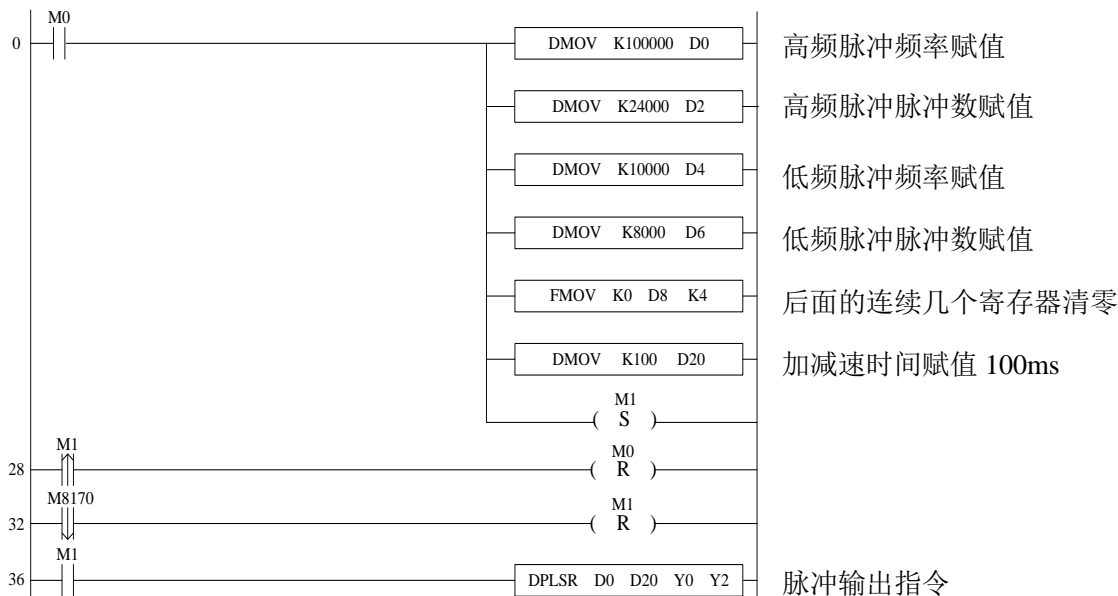 M0
0 DMOV K100000 D0 高频脉冲频率赋值
DMOV K24000 D2 高频脉冲脉冲数赋值
DMOV K10000 D4 低频脉冲频率赋值
DMOV K8000 D6 低频脉冲脉冲数赋值
FMOV K0 D8 K4 后面的连续几个寄存器清零
DMOV K100 D20 加减速时间赋值 100ms
M1
( S )
M1 M0
28 ( R )
M8170 M1
32 ( R )
M1
36 DPLSR D0 D20 Y0 Y2 脉冲输出指令